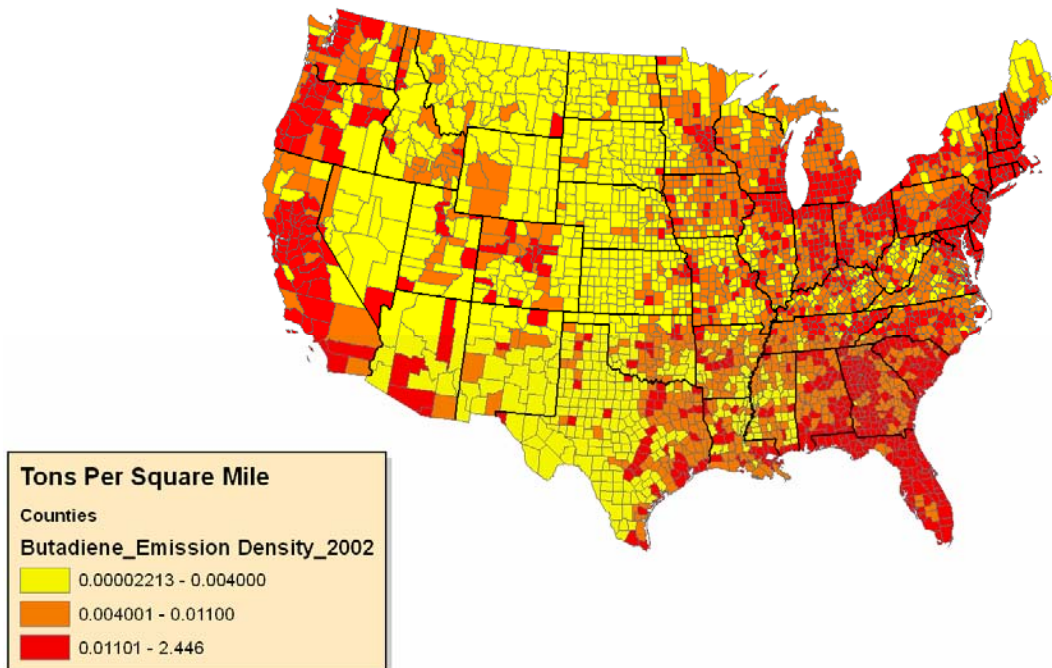 Tons Per Square Mile
Counties
Butadiene_Emission Density_2002
0.00002213 - 0.004000
0.004001 - 0.01100
0.01101 - 2.446